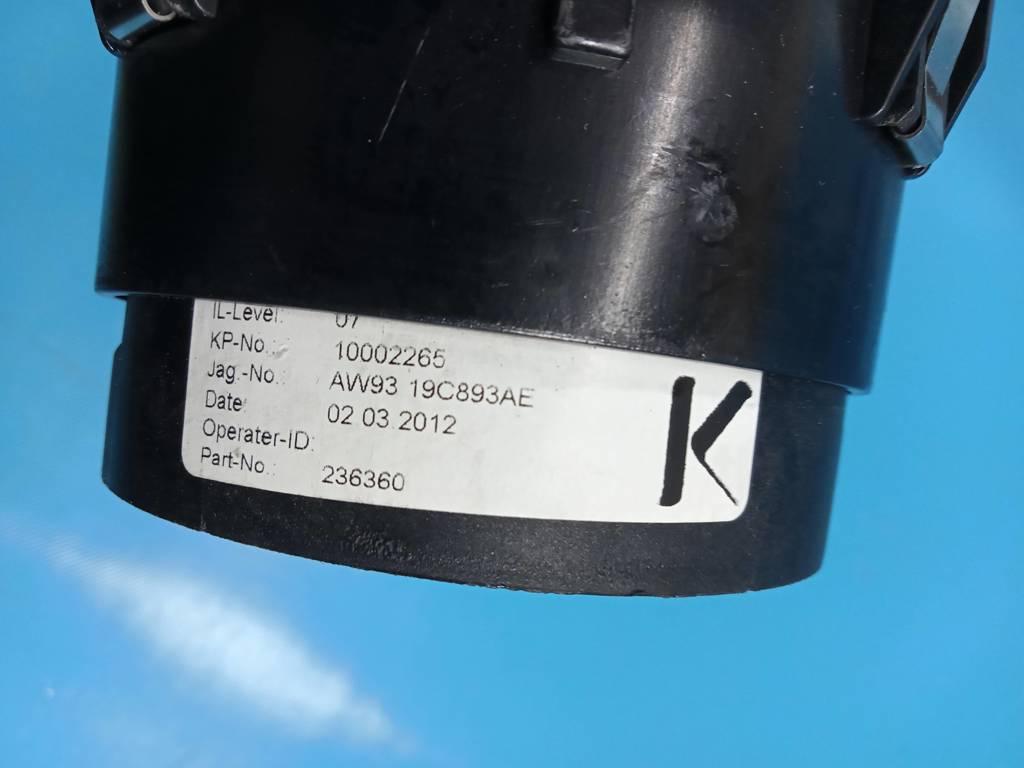 IL-Level: 07
KP-No.: 10002265
Jag.-No.: AW93 19C893AE
Date: 02.03.2012
Operater-ID:
Part-No.: 236360
K